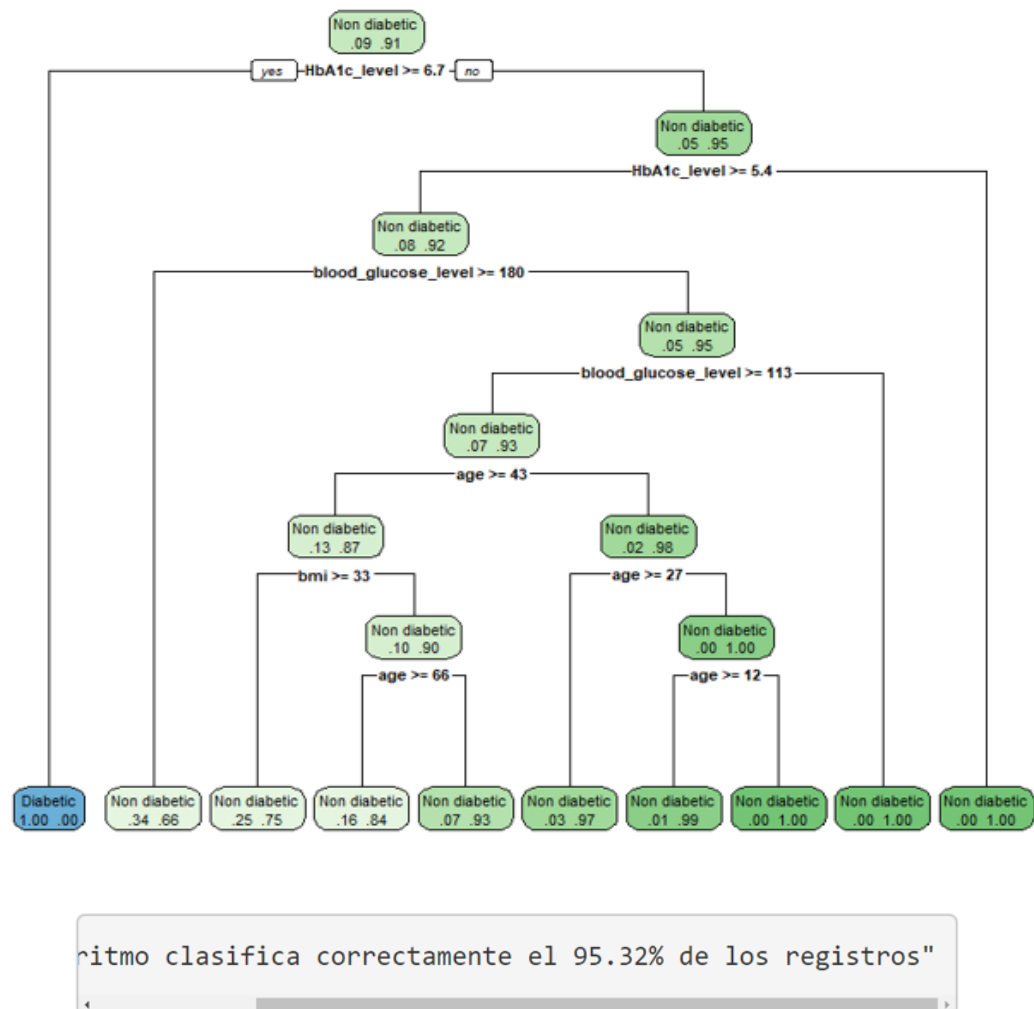 Non diabetic
.09 .91
yes HbA1c_level >= 6.7 no
Non diabetic
.05 .95
HbA1c_level >= 5.4
Non diabetic
.08 .92
blood_glucose_level >= 180
Non diabetic
.05 .95
blood_glucose_level >= 113
Non diabetic
.07 .93
age >= 43
Non diabetic Non diabetic
.13 .87 .02 .98
bmi >= 33 age >= 27
Non diabetic Non diabetic
.10 .90 .00 1.00
age >= 66 age >= 12
Diabetic Non diabetic Non diabetic Non diabetic Non diabetic Non diabetic Non diabetic Non diabetic Non diabetic Non diabetic
1.00 .00 .34 .66 .25 .75 .16 .84 .07 .93 .03 .97 .01 .99 .00 1.00 .00 1.00 .00 1.00
ritmo clasifica correctamente el 95.32% de los registros"